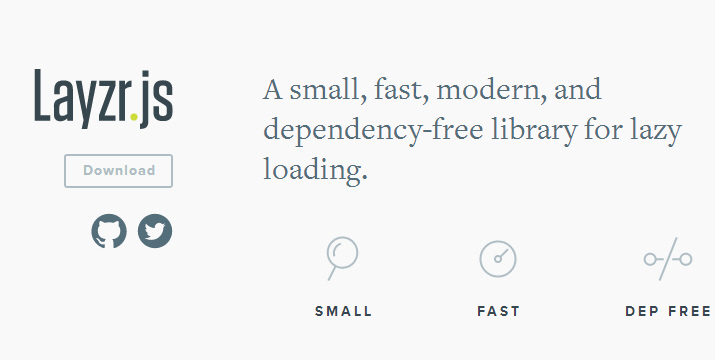 Layzr.js
Download
A small, fast, modern, and
dependency-free library for lazy
loading.
SMALL
FAST
DEP FREE